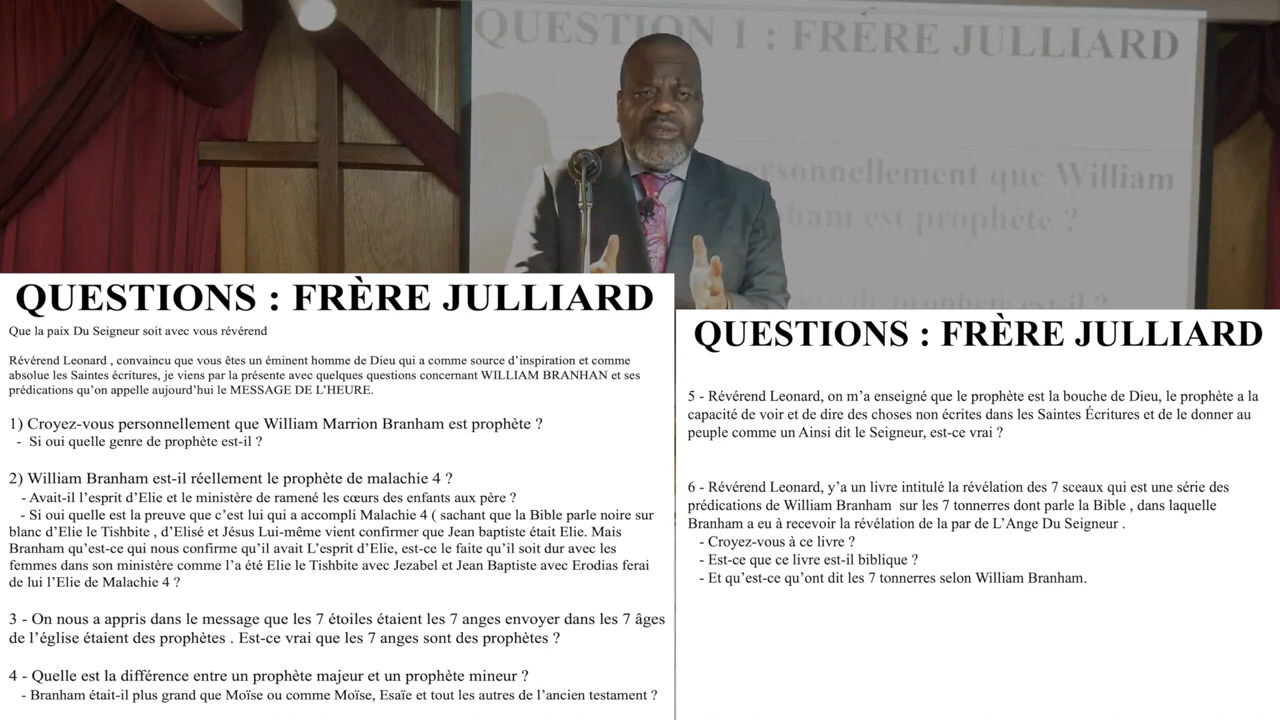 QUESTION 1 : FRÈRE JULLIARD
rsonnellement que William
ham est prophète ?
de prophète est-il ?
QUESTIONS : FRÈRE JULLIARD
Que la paix Du Seigneur soit avec vous révérend
Révérend Leonard , convaincu que vous êtes un éminent homme de Dieu qui a comme source d’inspiration et comme
absolue les Saintes écritures, je viens par la présente avec quelques questions concernant WILLIAM BRANHAN et ses
prédications qu’on appelle aujourd’hui le MESSAGE DE L’HEURE.
1) Croyez-vous personnellement que William Marrion Branham est prophète ?
- Si oui quelle genre de prophète est-il ?
2) William Branham est-il réellement le prophète de malachie 4 ?
- Avait-il l’esprit d’Elie et le ministère de ramené les cœurs des enfants aux père ?
- Si oui quelle est la preuve que c’est lui qui a accompli Malachie 4 ( sachant que la Bible parle noire sur
blanc d’Elie le Tishbite , d’Elisé et Jésus Lui-même vient confirmer que Jean baptiste était Elie. Mais
Branham qu’est-ce qui nous confirme qu’il avait L’esprit d’Elie, est-ce le faite qu’il soit dur avec les
femmes dans son ministère comme l’a été Elie le Tishbite avec Jezabel et Jean Baptiste avec Erodias ferai
de lui l’Elie de Malachie 4 ?
3 - On nous a appris dans le message que les 7 étoiles étaient les 7 anges envoyer dans les 7 âges
de l’église étaient des prophètes . Est-ce vrai que les 7 anges sont des prophètes ?
4 - Quelle est la différence entre un prophète majeur et un prophète mineur ?
- Branham était-il plus grand que Moïse ou comme Moïse, Esaïe et tout les autres de l’ancien testament ?
QUESTIONS : FRÈRE JULLIARD
5 - Révérend Leonard, on m’a enseigné que le prophète est la bouche de Dieu, le prophète a la
capacité de voir et de dire des choses non écrites dans les Saintes Écritures et de le donner au
peuple comme un Ainsi dit le Seigneur, est-ce vrai ?
6 - Révérend Leonard, y’a un livre intitulé la révélation des 7 sceaux qui est une série des
prédications de William Branham sur les 7 tonnerres dont parle la Bible , dans laquelle
Branham a eu à recevoir la révélation de la par de L’Ange Du Seigneur .
- Croyez-vous à ce livre ?
- Est-ce que ce livre est-il biblique ?
- Et qu’est-ce qu’ont dit les 7 tonnerres selon William Branham.